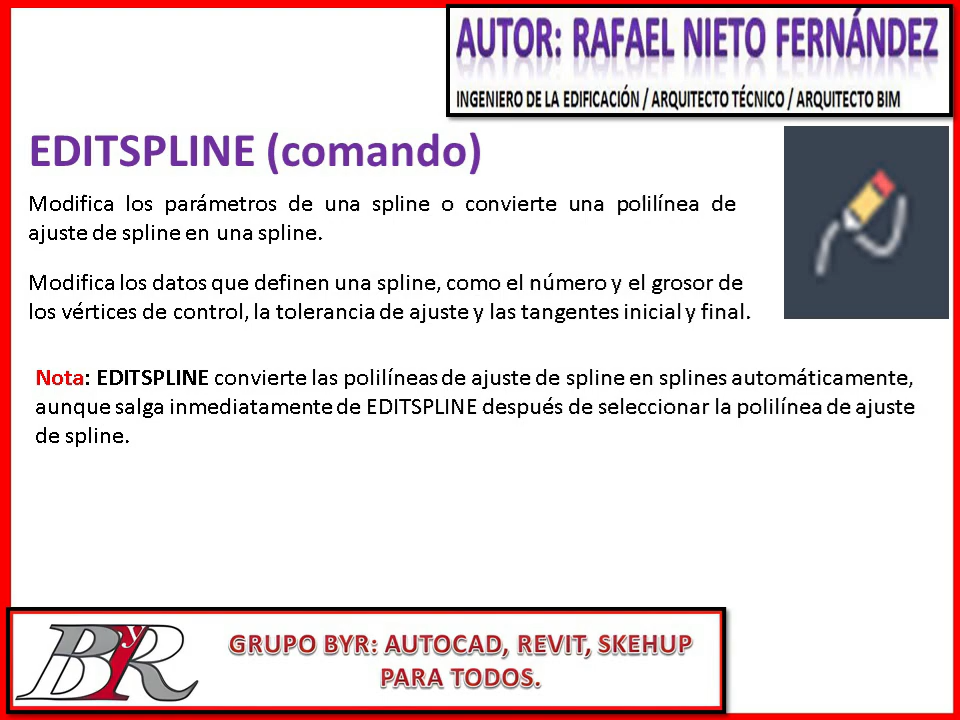 AUTOR: RAFAEL NIETO FERNÁNDEZ
INGENIERO DE LA EDIFICACIÓN / ARQUITECTO TÉCNICO / ARQUITECTO BIM
EDITSPLINE (comando)
Modifica los parámetros de una spline o convierte una polilínea de
ajuste de spline en una spline.
Modifica los datos que definen una spline, como el número y el grosor de
los vértices de control, la tolerancia de ajuste y las tangentes inicial y final.
Nota: EDITSPLINE convierte las polilíneas de ajuste de spline en splines automáticamente,
aunque salga inmediatamente de EDITSPLINE después de seleccionar la polilínea de ajuste
de spline.
ByR
GRUPO BYR: AUTOCAD, REVIT, SKEHUP
PARA TODOS.